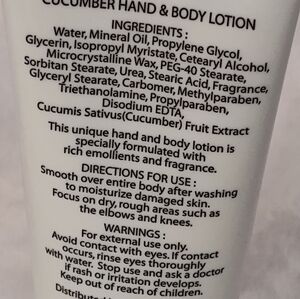 CUCUMBER HAND & BODY LOTION
INGREDIENTS :
Water, Mineral Oil, Propylene Glycol,
Glycerin, Isopropyl Myristate, Cetearyl Alcohol,
Microcrystalline Wax, PEG-40 Stearate,
Sorbitan Stearate, Urea, Stearic Acid, Fragrance,
Glyceryl Stearate, Carbomer, Methylparaben,
Triethanolamine, Propylparaben,
Disodium EDTA,
Cucumis Sativus(Cucumber) Fruit Extract
This unique hand and body lotion is
specially formulated with
rich emollients and fragrance.
DIRECTIONS FOR USE :
Smooth over entire body after washing
to moisturize damaged skin.
Focus on dry, rough areas such as
the elbows and knees.
WARNINGS :
For external use only.
Avoid contact with eyes. If contact
occurs, rinse eyes thoroughly
with water. Stop use and ask a doctor
if rash or irritation develops.
Keep out of reach of children.
Distributed